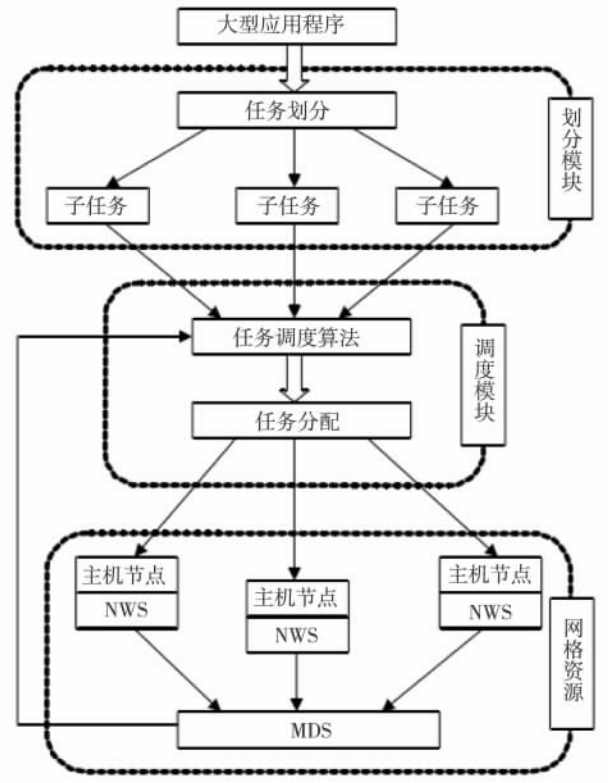 大型应用程序
任务划分
划分模块
子任务
子任务
子任务
任务调度算法
调度模块
任务分配
主机节点
NWS
主机节点
NWS
主机节点
NWS
网格资源
MDS